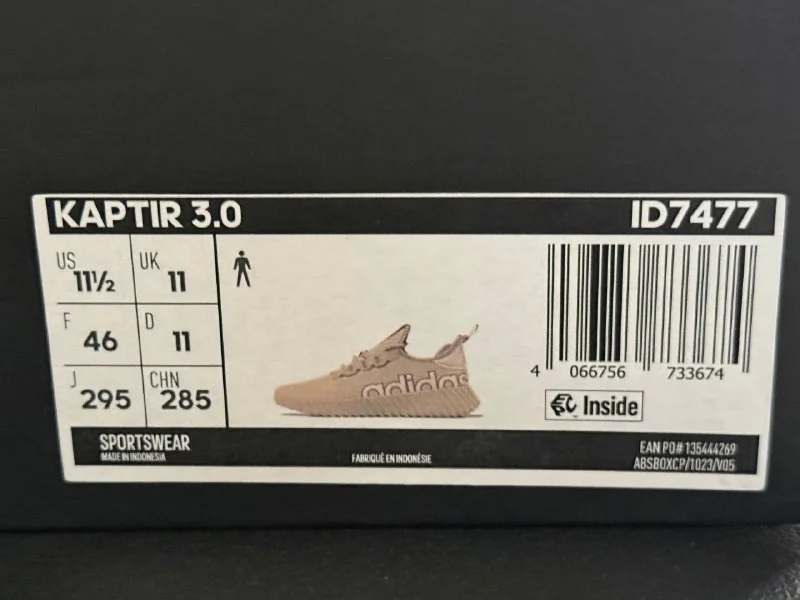 KAPTIR 3.0 ID7477
US 11½ UK 11
F 46 D 11
J 295 CHN 285
adidas
4 066756 733674
Inside
SPORTSWEAR
MADE IN INDONESIA
FABRIQUÉ EN INDONÉSIE
EAN PO# 135444269
ABSBOXCP/1023/V05